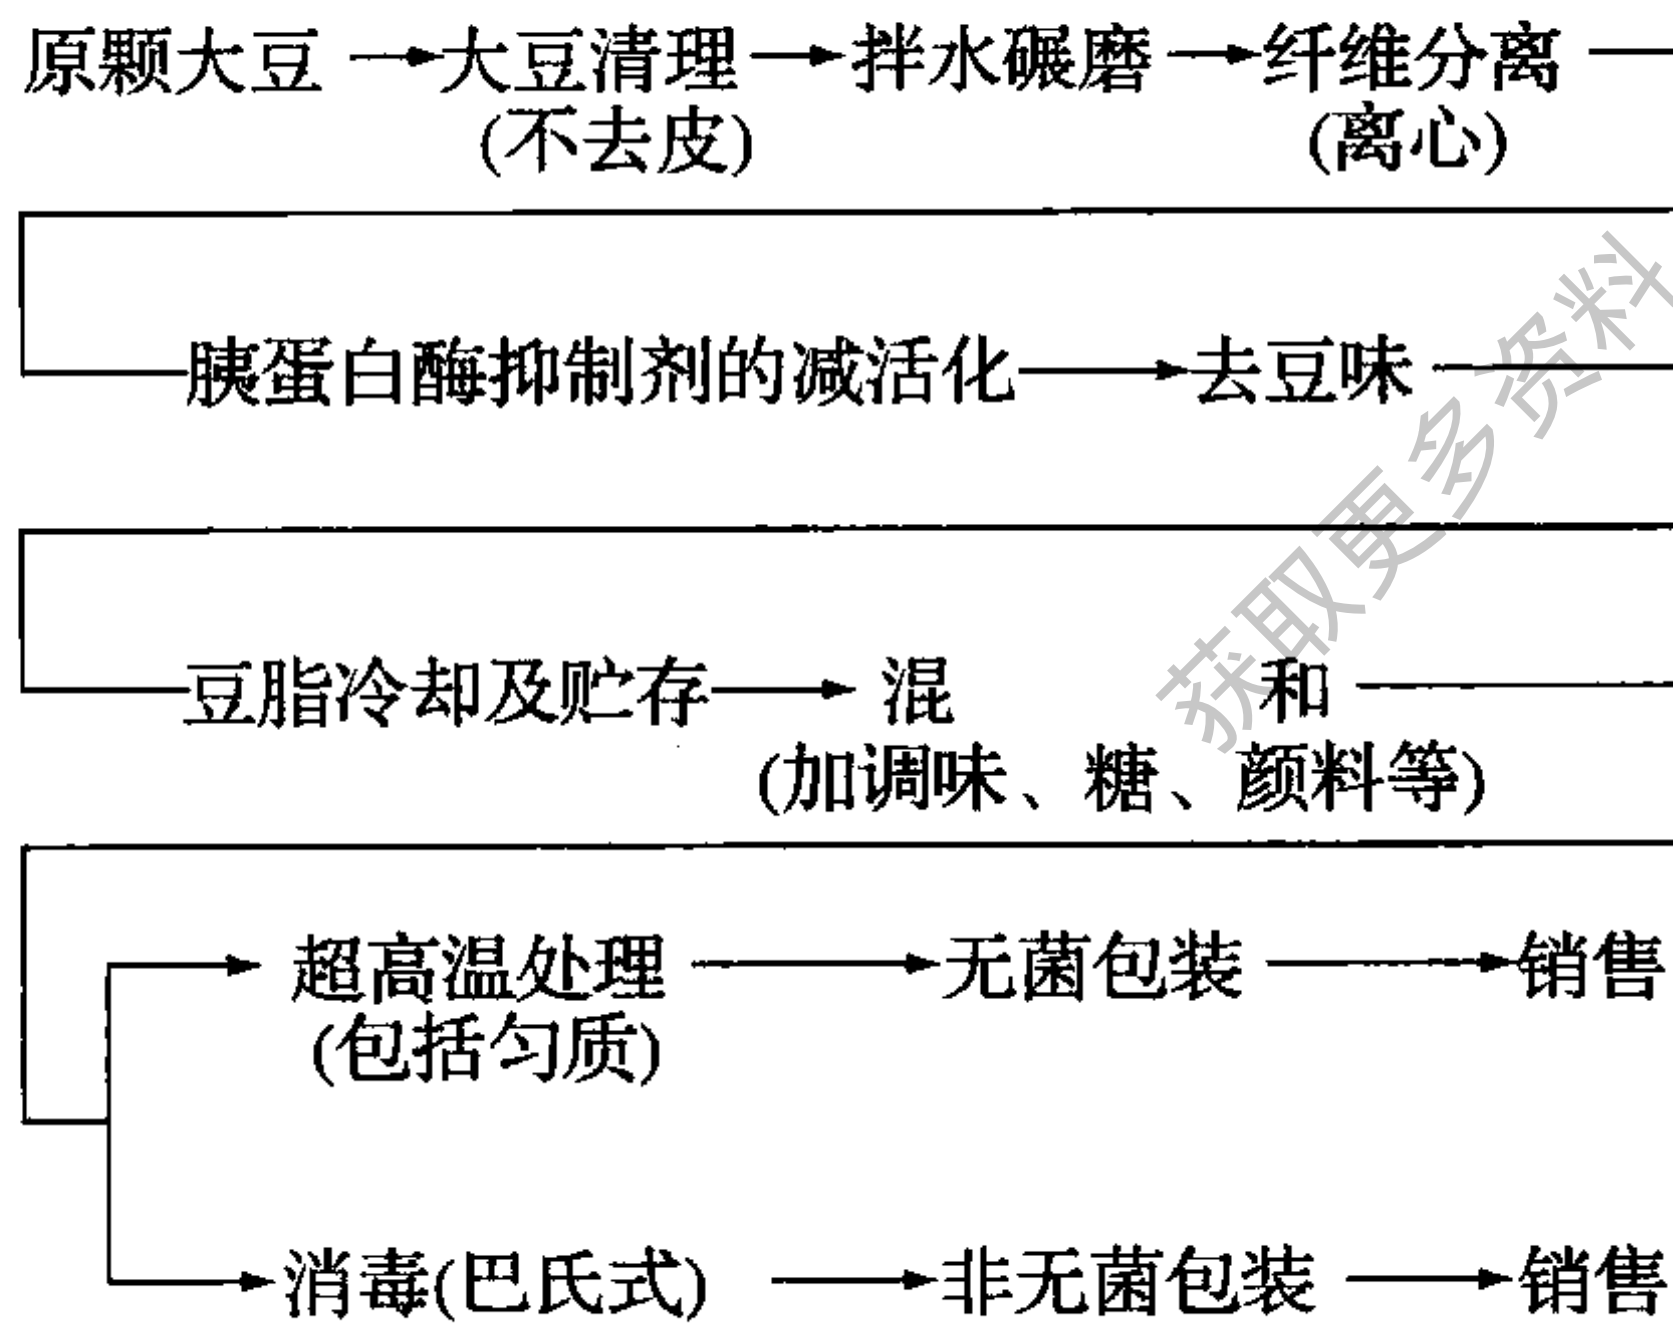 原颗大豆 大豆清理 拌水碾磨 纤维分离
(不去皮) (离心)
胰蛋白酶抑制剂的减活化 去豆味
豆脂冷却及贮存 混 和
(加调味、糖、颜料等)
超高温处理 无菌包装 销售
(包括匀质)
消毒(巴氏式) 非无菌包装 销售
获取更多资料